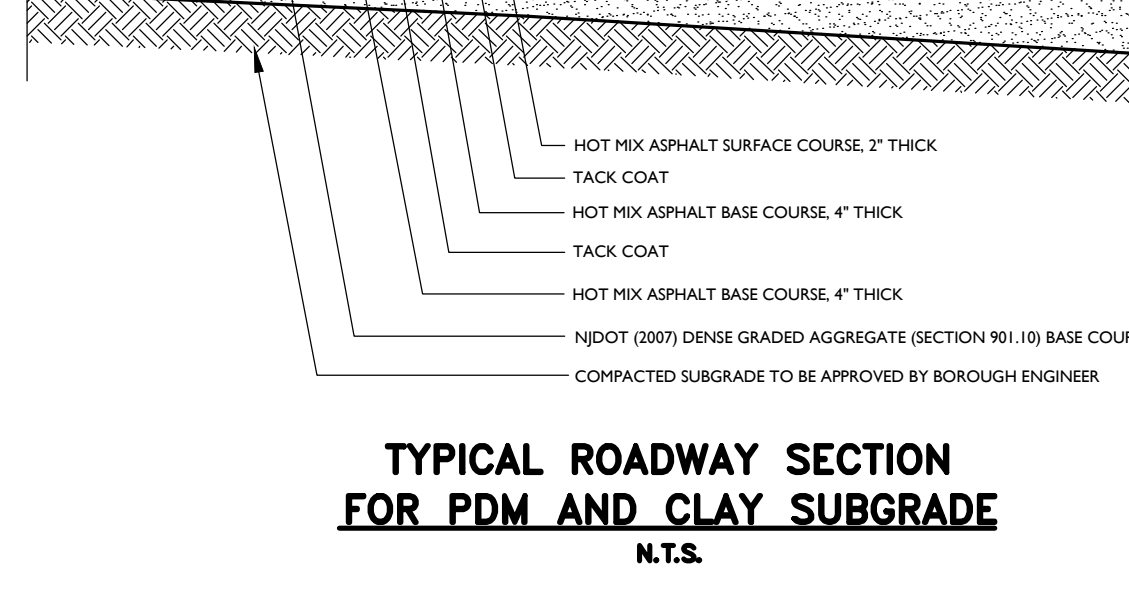 HOT MIX ASPHALT SURFACE COURSE, 2" THICK
TACK COAT
HOT MIX ASPHALT BASE COURSE, 4" THICK
TACK COAT
HOT MIX ASPHALT BASE COURSE, 4" THICK
NJDOT (2007) DENSE GRADED AGGREGATE (SECTION 901.10) BASE
COMPACTED SUBGRADE TO BE APPROVED BY BOROUGH ENGINEER
TYPICAL ROADWAY SECTION
FOR PDM AND CLAY SUBGRADE
N.T.S.